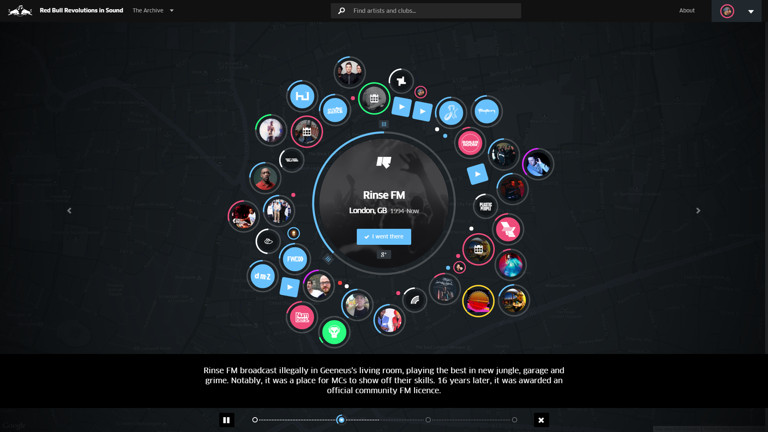 Red Bull Revolutions in Sound
The Archive
Find artists and clubs...
About
Rinse FM
London, GB 1994-Now
I went there
Rinse FM broadcast illegally in Geeneus's living room, playing the best in new jungle, garage and
grime. Notably, it was a place for MCs to show off their skills. 16 years later, it was awarded an
official community FM licence.